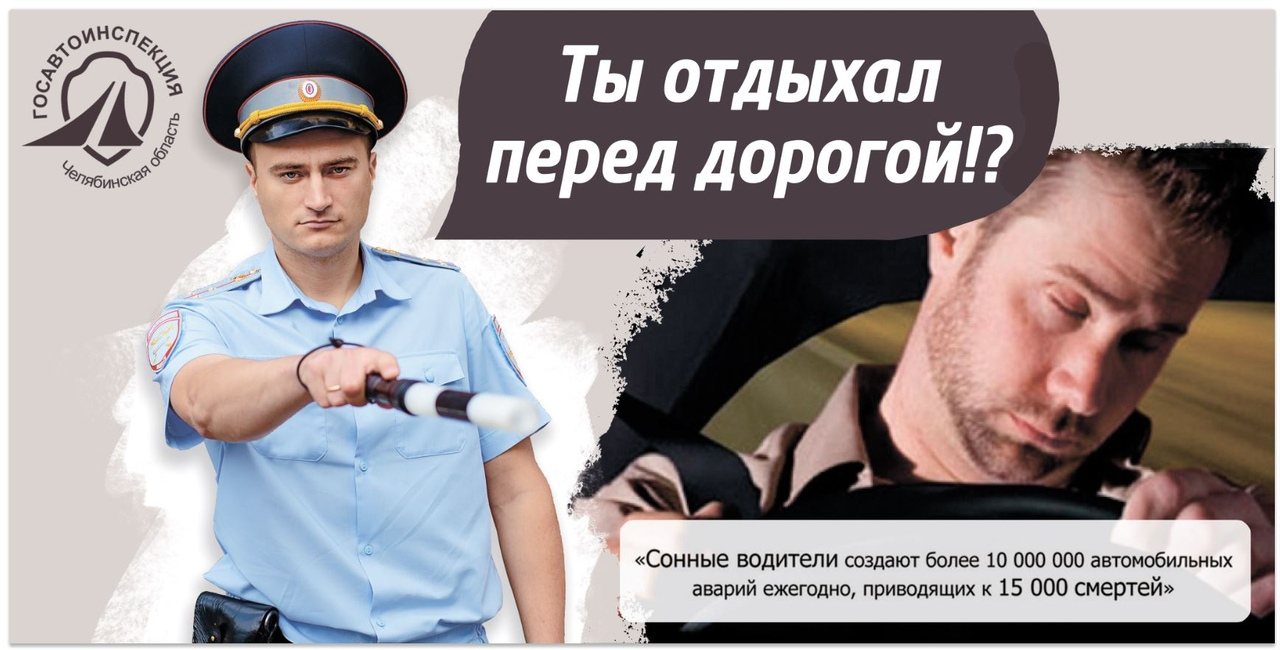 ГОСАВТОИНСПЕКЦИЯ
Челябинская область
Ты отдыхал
перед дорогой!?
«Сонные водители создают более 10 000 000 автомобильных
аварий ежегодно, приводящих к 15 000 смертей»